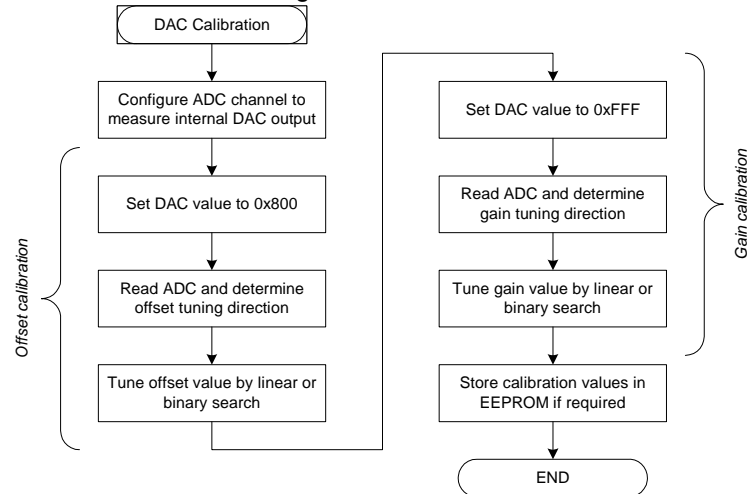 DAC Calibration
Configure ADC channel to
measure internal DAC output
Set DAC value to 0x800
Read ADC and determine
offset tuning direction
Tune offset value by linear or
binary search
Offset calibration
Set DAC value to 0xFFF
Read ADC and determine
gain tuning direction
Tune gain value by linear or
binary search
Gain calibration
Store calibration values in
EEPROM if required
END